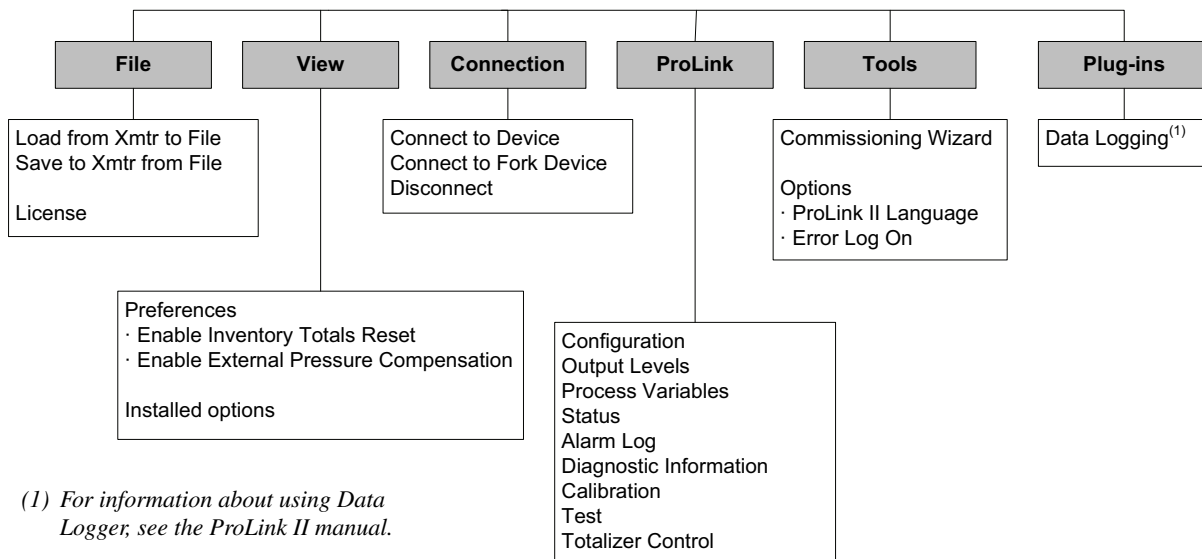 File
View
Connection
ProLink
Tools
Plug-ins
Load from Xmtr to File
Save to Xmtr from File
License
Connect to Device
Connect to Fork Device
Disconnect
Commissioning Wizard
Options
· ProLink II Language
· Error Log On
Data Logging(1)
Preferences
· Enable Inventory Totals Reset
· Enable External Pressure Compensation
Installed options
Configuration
Output Levels
Process Variables
Status
Alarm Log
Diagnostic Information
Calibration
Test
Totalizer Control
(1) For information about using Data
Logger, see the ProLink II manual.